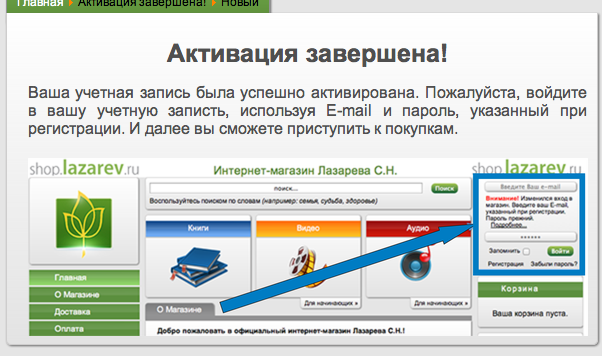 Главная Активация завершена! Новый
Активация завершена!
Ваша учетная запись была успешно активирована. Пожалуйста, войдите
в вашу учетную записть, используя E-mail и пароль, указанный при
регистрации. И далее вы сможете приступить к покупкам.
shop.lazarev.ru
Интернет-магазин Лазарева С.Н.
shop.lazarev.ru
поиск...
Поиск
Воспользуйтесь поиском по словам (например: семья, судьба, здоровье)
Книги
Видео
Аудио
Для начинающих »
Для начинающих »
Введите Ваш e-mail
Внимание! Изменился вход в
магазин. Введите ваш E-mail,
указанный при регистрации.
Пароль прежний.
Подробнее...
••••••
Запомнить
Войти
Регистрация
Забыли пароль?
Главная
О Магазине
Доставка
Оплата
О Магазине
Добро пожаловать в официальный интернет-магазин Лазарева С.Н.!
Корзина
Ваша корзина пуста.